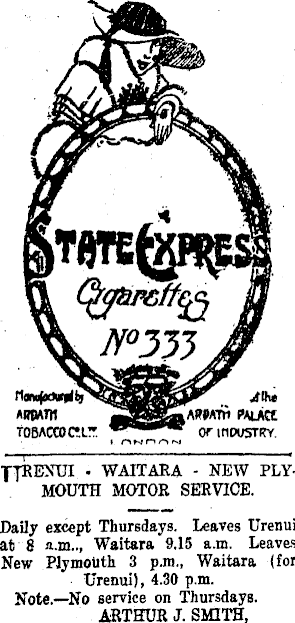 STATE EXPRESS
Cigarettes
Nº 333
Manufactured by
ARDATH
TOBACCO Cº. Lᵀᴰ.
at the
ARDATH PALACE
OF INDUSTRY.
LONDON
URENUI - WAITARA - NEW PLY-
MOUTH MOTOR SERVICE.
Daily except Thursdays. Leaves Urenui
at 8 a.m.., Waitara 9.15 a.m. Leaves
New Plymouth 3 p.m., Waitara (for
Urenui), 4.30 p.m.
Note.—No service on Thursdays.
ARTHUR J. SMITH,